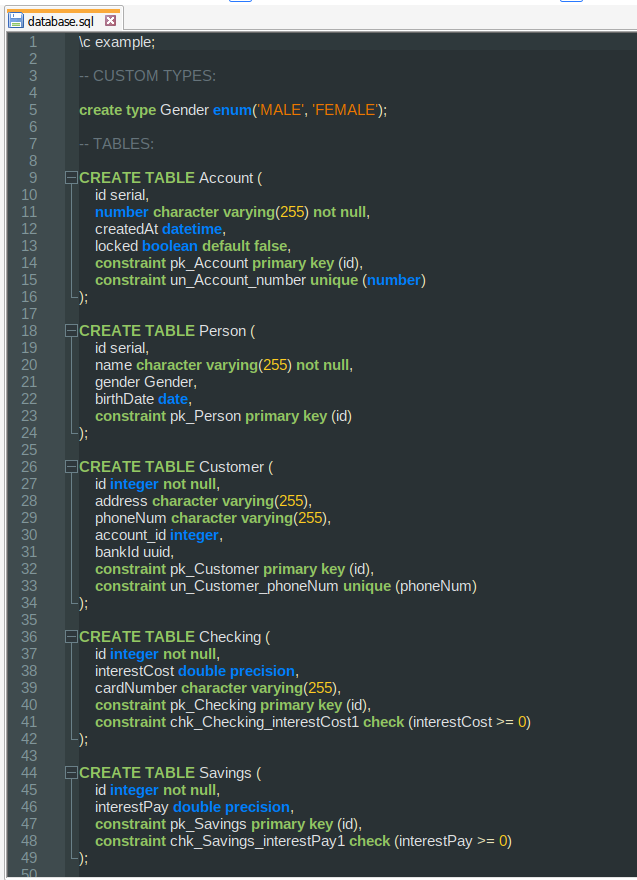 database.sql
1 \c example;
2
3 -- CUSTOM TYPES:
4
5 create type Gender enum('MALE', 'FEMALE');
6
7 -- TABLES:
8
9 CREATE TABLE Account (
10 id serial,
11 number character varying(255) not null,
12 createdAt datetime,
13 locked boolean default false,
14 constraint pk_Account primary key (id),
15 constraint un_Account_number unique (number)
16 );
17
18 CREATE TABLE Person (
19 id serial,
20 name character varying(255) not null,
21 gender Gender,
22 birthDate date,
23 constraint pk_Person primary key (id)
24 );
25
26 CREATE TABLE Customer (
27 id integer not null,
28 address character varying(255),
29 phoneNum character varying(255),
30 account_id integer,
31 bankId uuid,
32 constraint pk_Customer primary key (id),
33 constraint un_Customer_phoneNum unique (phoneNum)
34 );
35
36 CREATE TABLE Checking (
37 id integer not null,
38 interestCost double precision,
39 cardNumber character varying(255),
40 constraint pk_Checking primary key (id),
41 constraint chk_Checking_interestCost1 check (interestCost >= 0)
42 );
43
44 CREATE TABLE Savings (
45 id integer not null,
46 interestPay double precision,
47 constraint pk_Savings primary key (id),
48 constraint chk_Savings_interestPay1 check (interestPay >= 0)
49 );
50